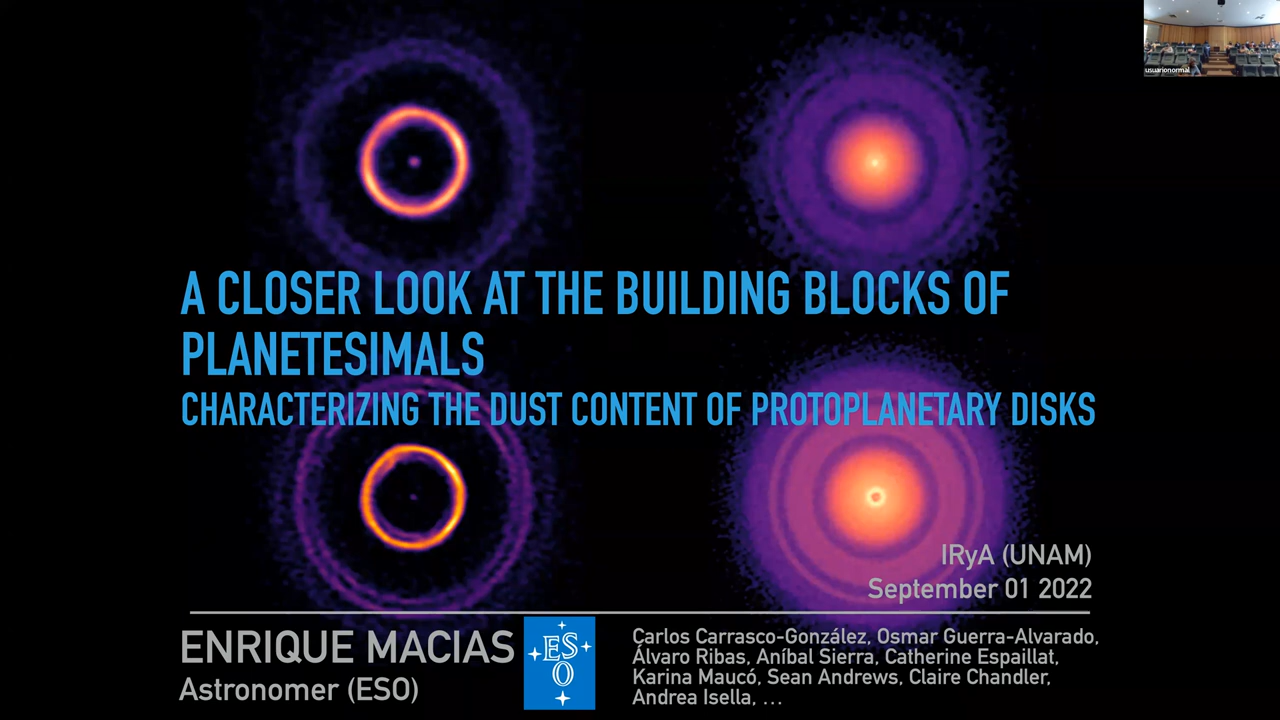 usuarionormal
A CLOSER LOOK AT THE BUILDING BLOCKS OF
PLANETESIMALS
CHARACTERIZING THE DUST CONTENT OF PROTOPLANETARY DISKS
IRyA (UNAM)
September 01 2022
ENRIQUE MACIAS
Astronomer (ESO)
ESO
Carlos Carrasco-González, Osmar Guerra-Alvarado,
Álvaro Ribas, Aníbal Sierra, Catherine Espaillat,
Karina Maucó, Sean Andrews, Claire Chandler,
Andrea Isella, …